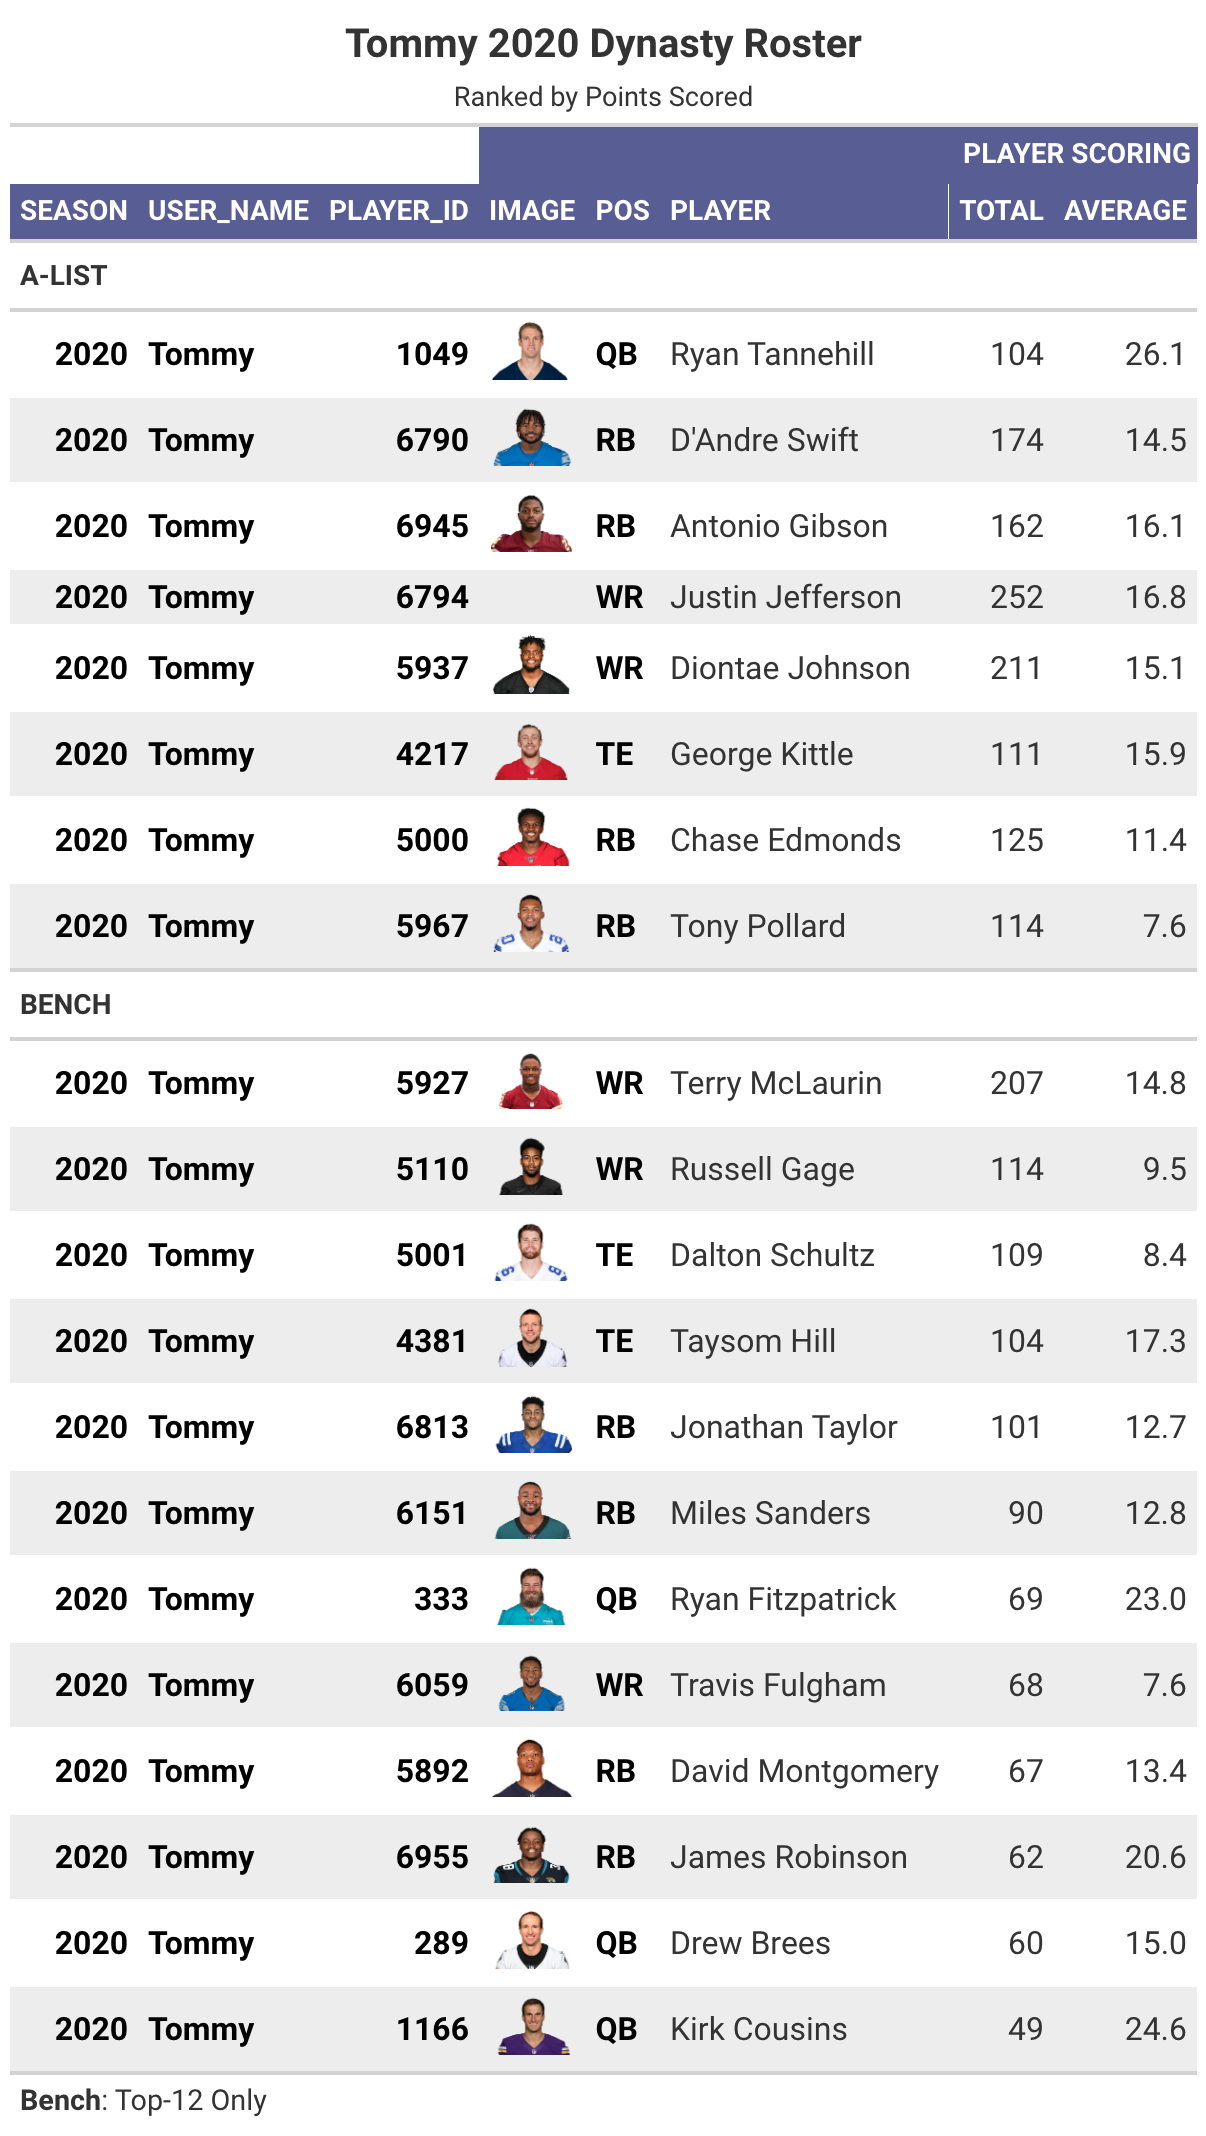 Tommy 2020 Dynasty Roster
Ranked by Points Scored
PLAYER SCORING
SEASON USER_NAME PLAYER_ID IMAGE POS PLAYER TOTAL AVERAGE
A-LIST
2020 Tommy 1049 QB Ryan Tannehill 104 26.1
2020 Tommy 6790 RB D'Andre Swift 174 14.5
2020 Tommy 6945 RB Antonio Gibson 162 16.1
2020 Tommy 6794 WR Justin Jefferson 252 16.8
2020 Tommy 5937 WR Diontae Johnson 211 15.1
2020 Tommy 4217 TE George Kittle 111 15.9
2020 Tommy 5000 RB Chase Edmonds 125 11.4
2020 Tommy 5967 RB Tony Pollard 114 7.6
BENCH
2020 Tommy 5927 WR Terry McLaurin 207 14.8
2020 Tommy 5110 WR Russell Gage 114 9.5
2020 Tommy 5001 TE Dalton Schultz 109 8.4
2020 Tommy 4381 TE Taysom Hill 104 17.3
2020 Tommy 6813 RB Jonathan Taylor 101 12.7
2020 Tommy 6151 RB Miles Sanders 90 12.8
2020 Tommy 333 QB Ryan Fitzpatrick 69 23.0
2020 Tommy 6059 WR Travis Fulgham 68 7.6
2020 Tommy 5892 RB David Montgomery 67 13.4
2020 Tommy 6955 RB James Robinson 62 20.6
2020 Tommy 289 QB Drew Brees 60 15.0
2020 Tommy 1166 QB Kirk Cousins 49 24.6
Bench: Top-12 Only